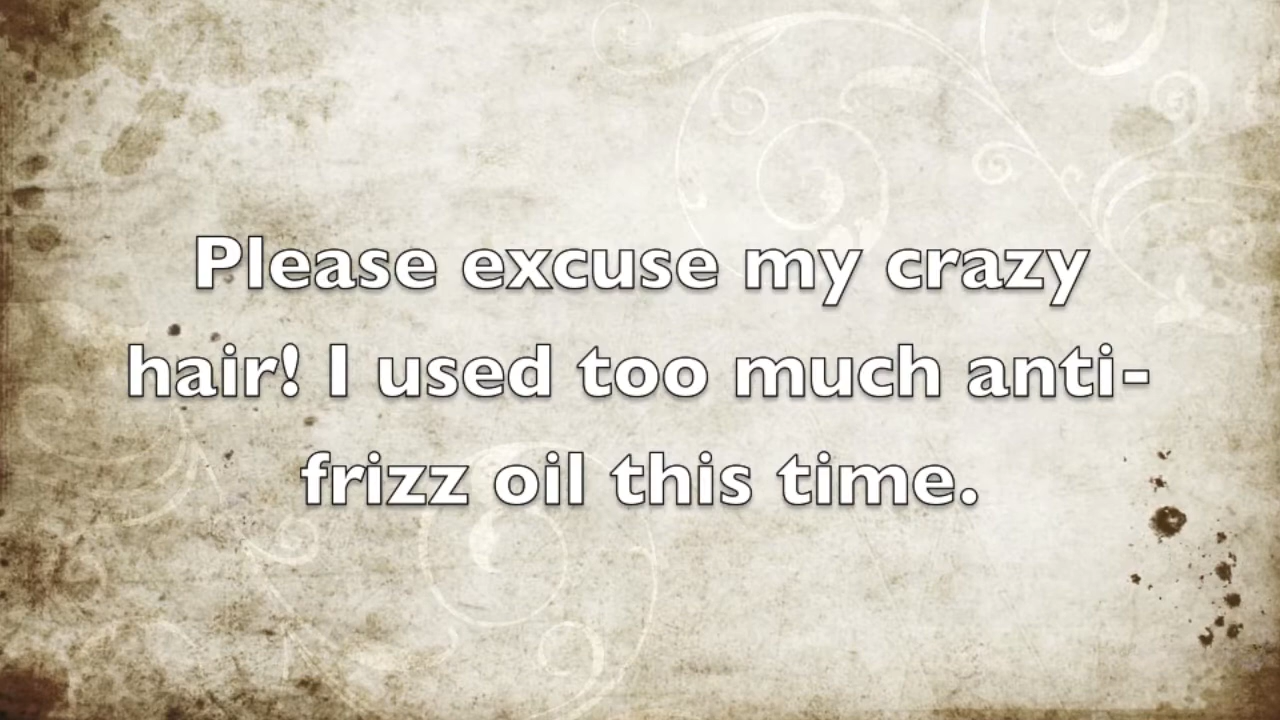 Please excuse my crazy
hair! I used too much anti-
frizz oil this time.